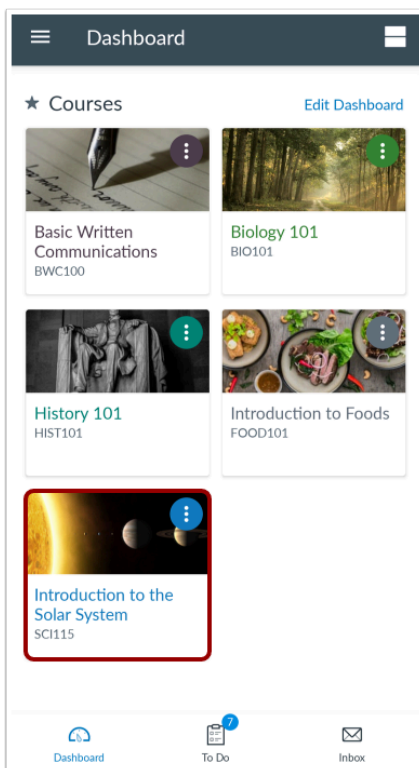 Dashboard
Courses
Edit Dashboard
Basic Written
Communications
BWC100
Biology 101
BIO101
History 101
HIST101
Introduction to Foods
FOOD101
Introduction to the
Solar System
SCI115
7
Dashboard
To Do
Inbox